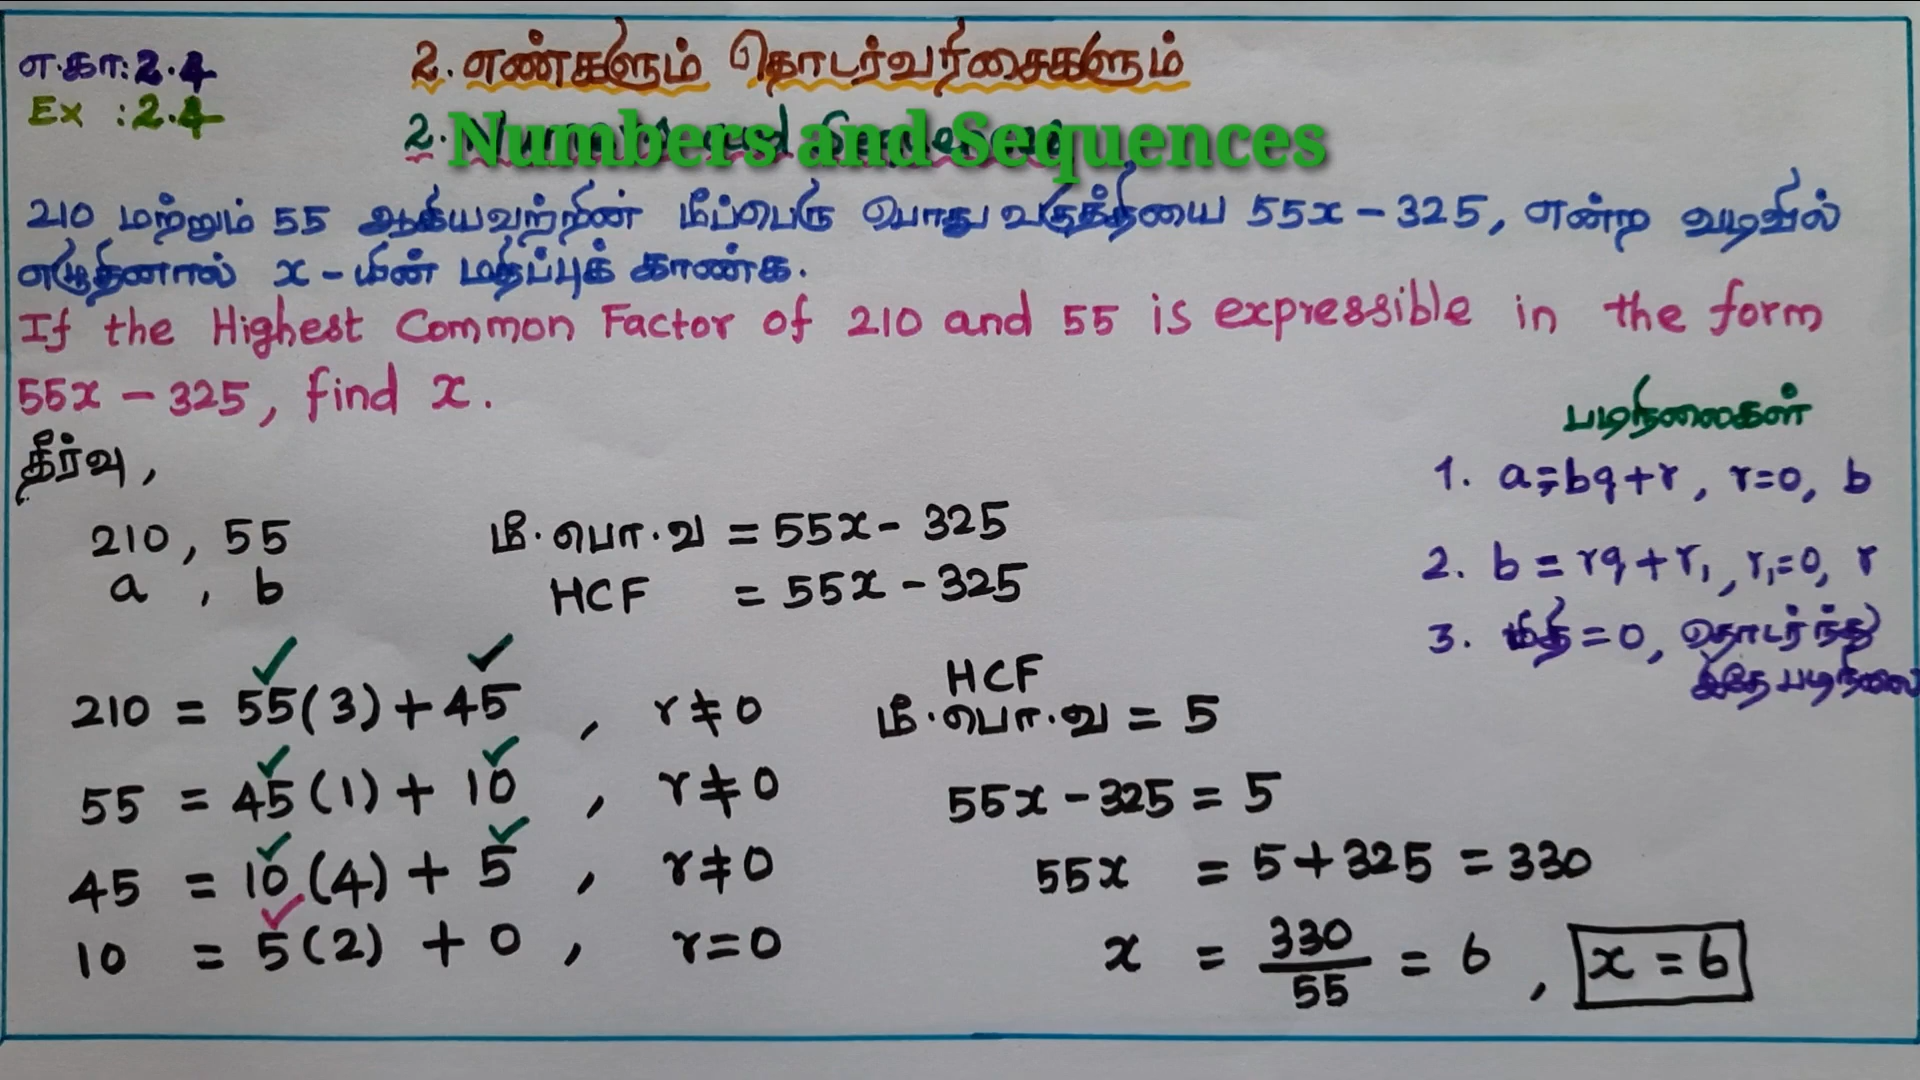 எ.கா:2.4
Ex :2.4
2. எண்களும் தொடர்வரிசைகளும்
2. Numbers and Sequences
210 மற்றும் 55 ஆகியவற்றின் மீப்பெரு பொது வகுத்தியை 55x - 325, என்ற வடிவில்
எழுதினால் x - யின் மதிப்புக் காண்க.
If the Highest Common Factor of 210 and 55 is expressible in the form
55x - 325, find x.
தீர்வு,
210, 55
a , b
மீ.பொ.வ = 55x - 325
HCF = 55x - 325
210 = 55(3) + 45 , r ≠ 0
55 = 45(1) + 10 , r ≠ 0
45 = 10(4) + 5 , r ≠ 0
10 = 5(2) + 0 , r = 0
HCF
மீ.பொ.வ = 5
55x - 325 = 5
55x = 5 + 325 = 330
x = 330/55 = 6 , x = 6
படிநிலைகள்
1. a = bq + r, r = 0, b
2. b = rq + r₁, r₁ = 0, r
3. மீதி = 0, தொடர்ந்து
இதே படிநிலை